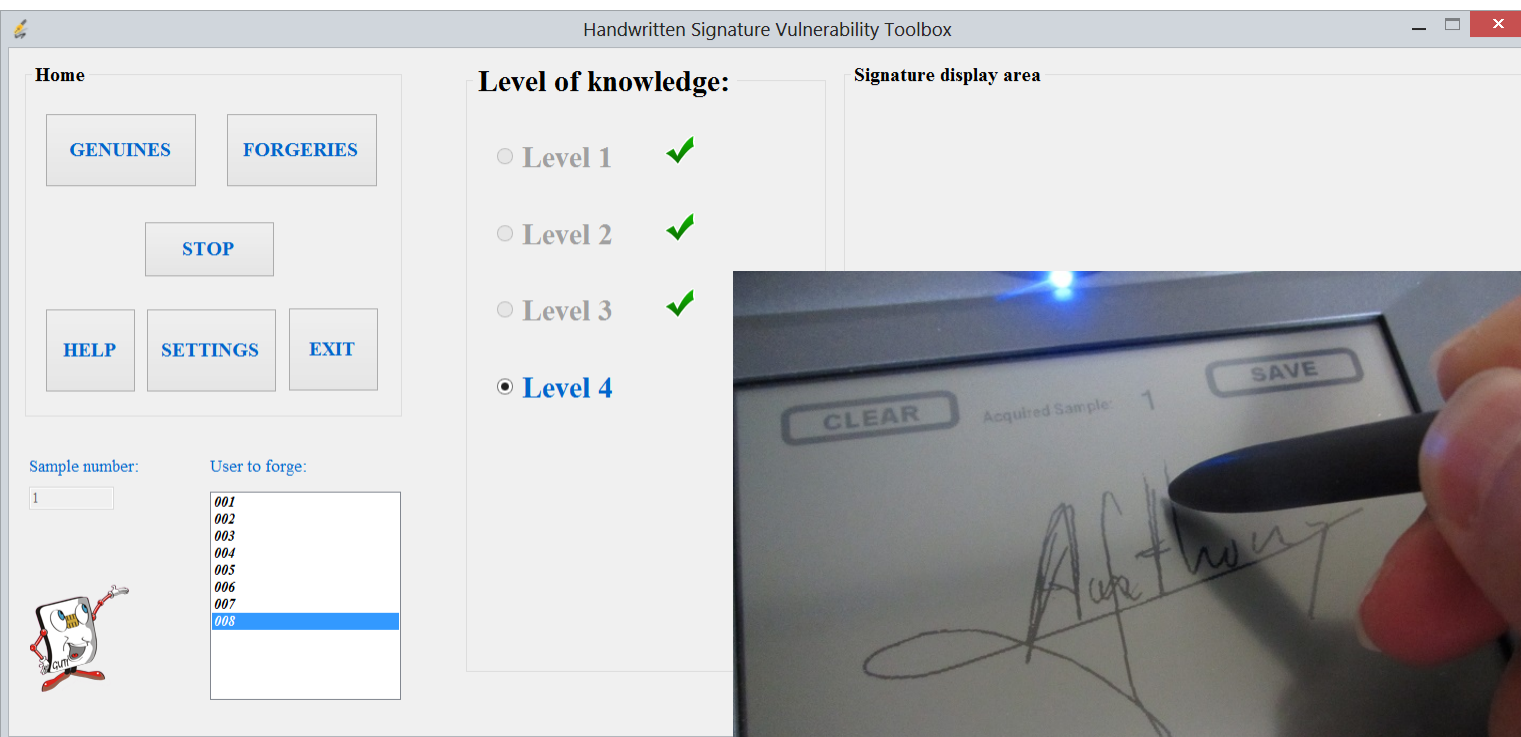 Handwritten Signature Vulnerability Toolbox
Home
GENUINES
FORGERIES
STOP
HELP
SETTINGS
EXIT
Sample number:
1
User to forge:
001
002
003
004
005
006
007
008
GUTI
Level of knowledge:
Level 1
Level 2
Level 3
Level 4
Signature display area
CLEAR
Acquired Sample: 1
SAVE